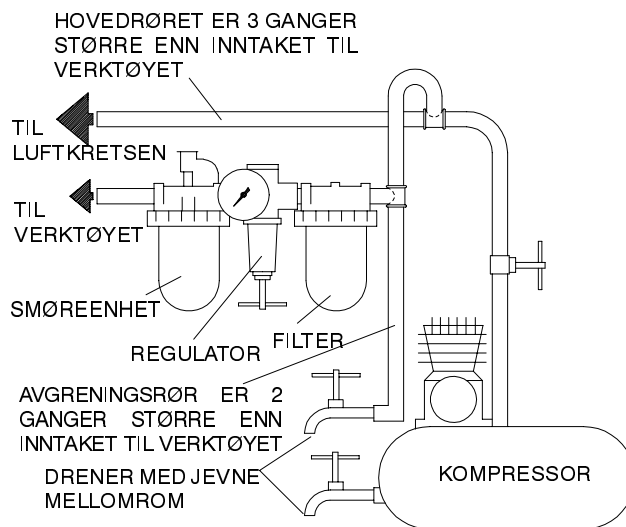 HOVEDRØRET ER 3 GANGER
STØRRE ENN INNTAKET TIL
VERKTØYET
TIL
LUFTKRETSEN
TIL
VERKTØYET
SMØREENHET
REGULATOR
FILTER
AVGRENINGSRØR ER 2
GANGER STØRRE ENN
INNTAKET TIL VERKTØYET
DRENER MED JEVNE
MELLOMROM
KOMPRESSOR